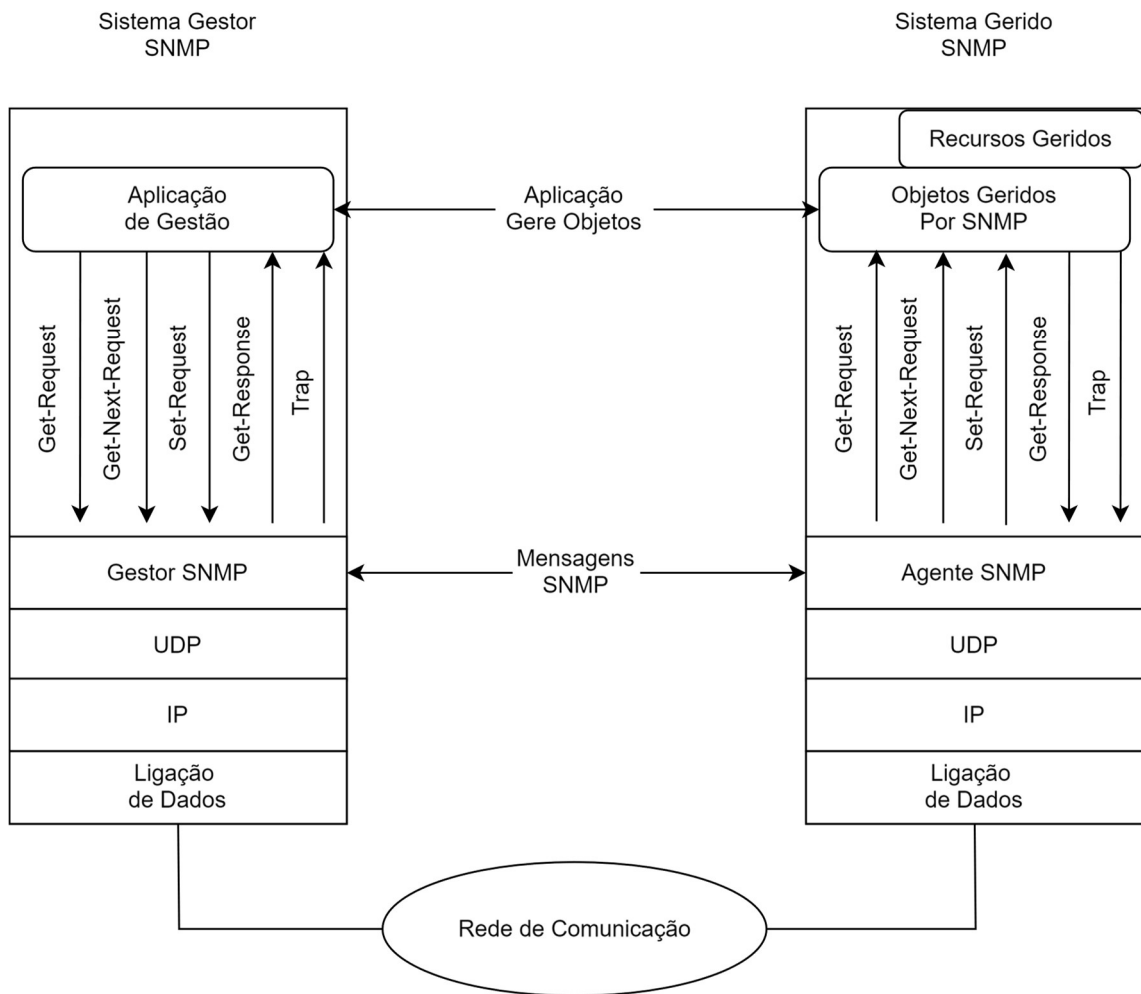 Sistema Gestor
SNMP
Sistema Gerido
SNMP
Recursos Geridos
Aplicação
de Gestão
Aplicação
Gere Objetos
Objetos Geridos
Por SNMP
Get-Request
Get-Next-Request
Set-Request
Get-Response
Trap
Get-Request
Get-Next-Request
Set-Request
Get-Response
Trap
Gestor SNMP
Mensagens
SNMP
Agente SNMP
UDP
UDP
IP
IP
Ligação
de Dados
Ligação
de Dados
Rede de Comunicação